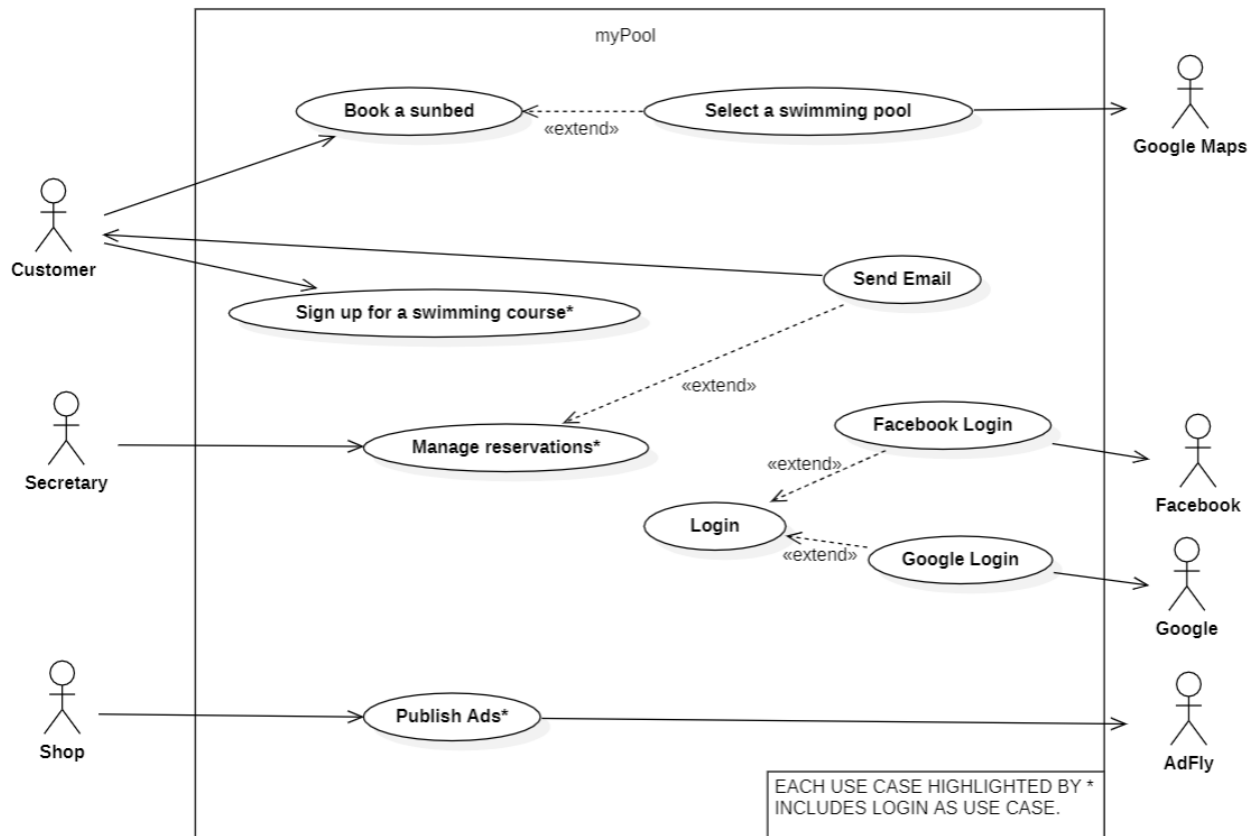 myPool
Book a sunbed
«extend»
Select a swimming pool
Google Maps
Customer
Send Email
Sign up for a swimming course*
«extend»
Secretary
Manage reservations*
Facebook Login
«extend»
Facebook
Login
«extend»
Google Login
Google
Shop
Publish Ads*
AdFly
EACH USE CASE HIGHLIGHTED BY *
INCLUDES LOGIN AS USE CASE.